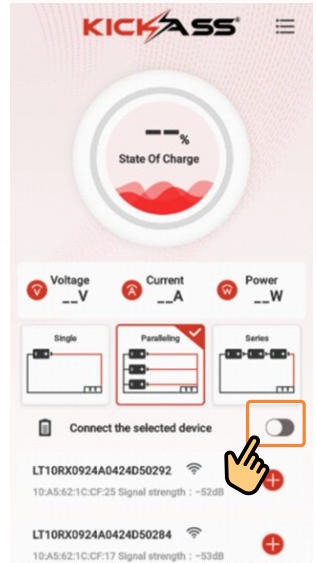 KICKASS
--%
State Of Charge
Voltage
__V
Current
__A
Power
__W
Single
Paralleling
Series
Connect the selected device
LT10RX0924A0424D50292
10:A5:62:1C:CF:25 Signal strength : -52dB
LT10RX0924A0424D50284
10:A5:62:1C:CF:17 Signal strength : -53dB